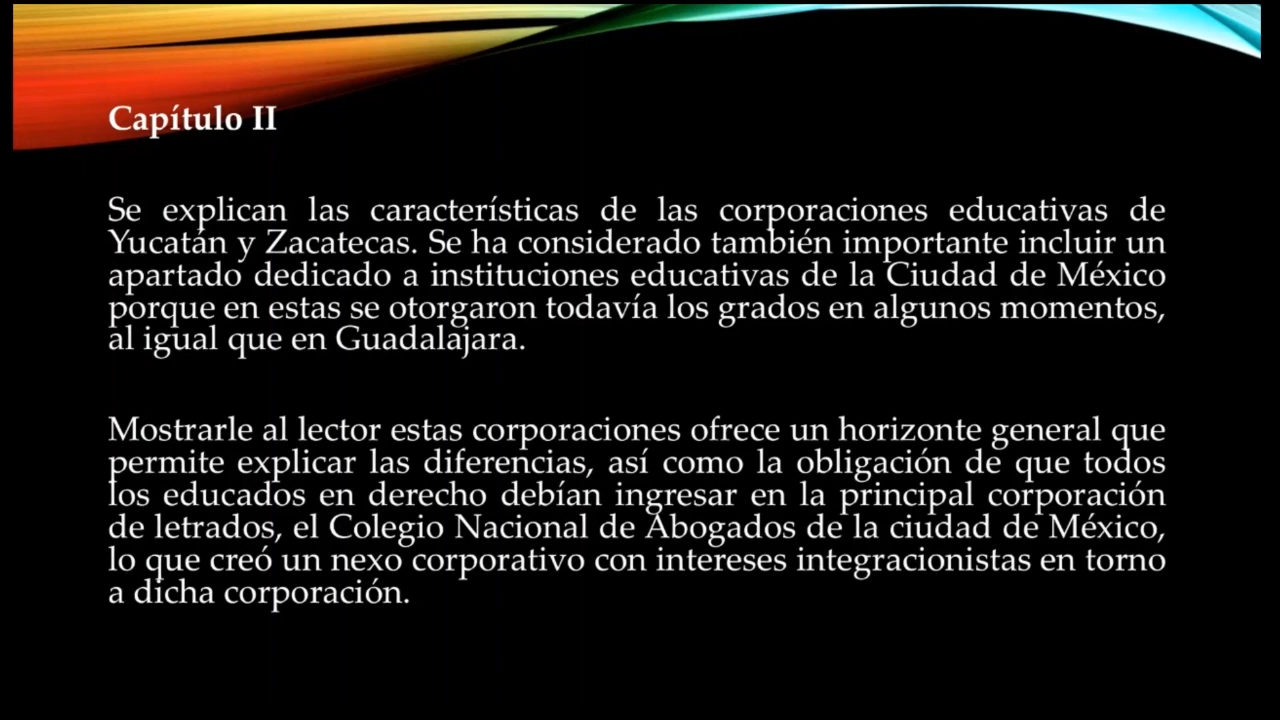 Capítulo II
Se explican las características de las corporaciones educativas de
Yucatán y Zacatecas. Se ha considerado también importante incluir un
apartado dedicado a instituciones educativas de la Ciudad de México
porque en estas se otorgaron todavía los grados en algunos momentos,
al igual que en Guadalajara.
Mostrarle al lector estas corporaciones ofrece un horizonte general que
permite explicar las diferencias, así como la obligación de que todos
los educados en derecho debían ingresar en la principal corporación
de letrados, el Colegio Nacional de Abogados de la ciudad de México,
lo que creó un nexo corporativo con intereses integracionistas en torno
a dicha corporación.